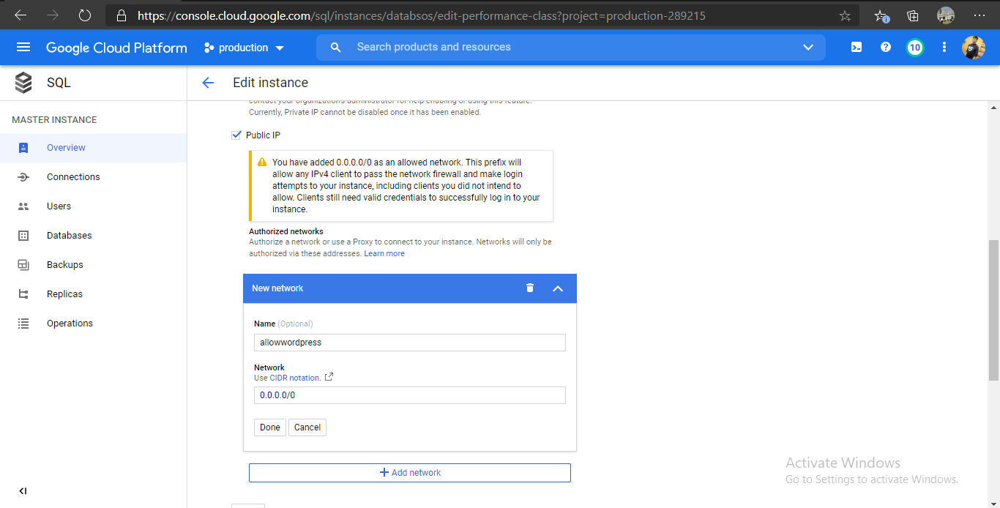 https://console.cloud.google.com/sql/instances/databsos/edit-performance-class?project=production-289215
Google Cloud Platform
production
Search products and resources
10
SQL
Edit instance
MASTER INSTANCE
Overview
Connections
Users
Databases
Backups
Replicas
Operations
contact your organization's administrator for help enabling or using this feature.
Currently, Private IP cannot be disabled once it has been enabled.
Public IP
You have added 0.0.0.0/0 as an allowed network. This prefix will
allow any IPv4 client to pass the network firewall and make login
attempts to your instance, including clients you did not intend to
allow. Clients still need valid credentials to successfully log in to your
instance.
Authorized networks
Authorize a network or use a Proxy to connect to your instance. Networks will only be
authorized via these addresses. Learn more
New network
Name (Optional)
allowwordpress
Network
Use CIDR notation.
0.0.0.0/0
Done Cancel
Add network
Activate Windows
Go to Settings to activate Windows.